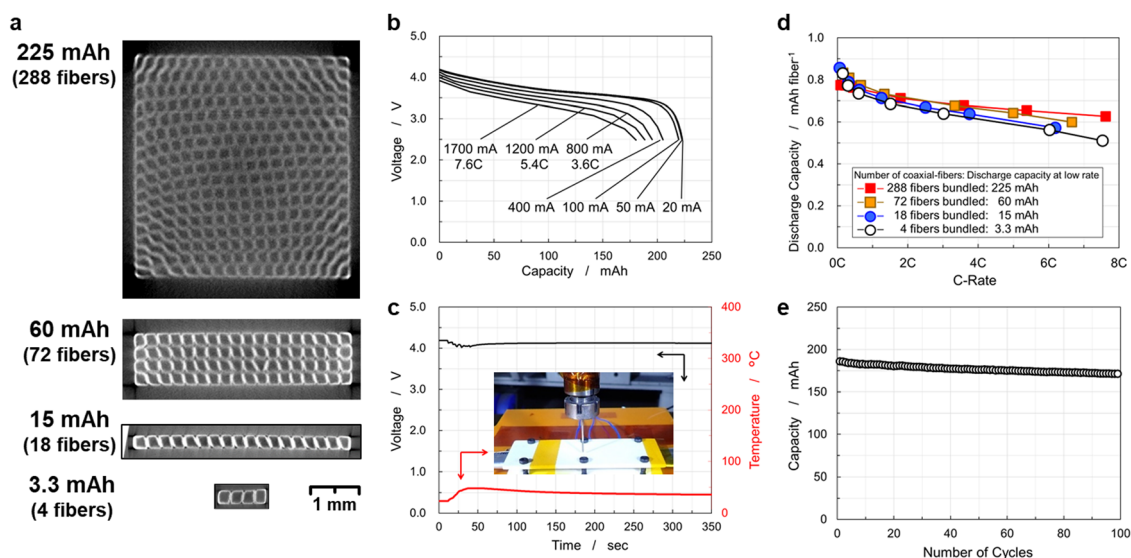 a
225 mAh
(288 fibers)
60 mAh
(72 fibers)
15 mAh
(18 fibers)
3.3 mAh
(4 fibers)
1 mm
b
5.0
4.0
3.0
2.0
1.0
0.0
Voltage / V
1700 mA
7.6C
1200 mA
5.4C
800 mA
3.6C
400 mA
100 mA
50 mA
20 mA
0
50
100
150
200
250
Capacity / mAh
c
5.0
4.0
3.0
2.0
1.0
0.0
Voltage / V
400
300
200
100
0
Temperature / °C
0
50
100
150
200
250
300
350
Time / sec
d
1.0
0.8
0.6
0.4
0.2
0.0
Discharge Capacity / mAh fiber⁻¹
Number of coaxial-fibers: Discharge capacity at low rate
288 fibers bundled: 225 mAh
72 fibers bundled: 60 mAh
18 fibers bundled: 15 mAh
4 fibers bundled: 3.3 mAh
0C
2C
4C
6C
8C
C-Rate
e
250
200
150
100
50
0
Capacity / mAh
0
20
40
60
80
100
Number of Cycles